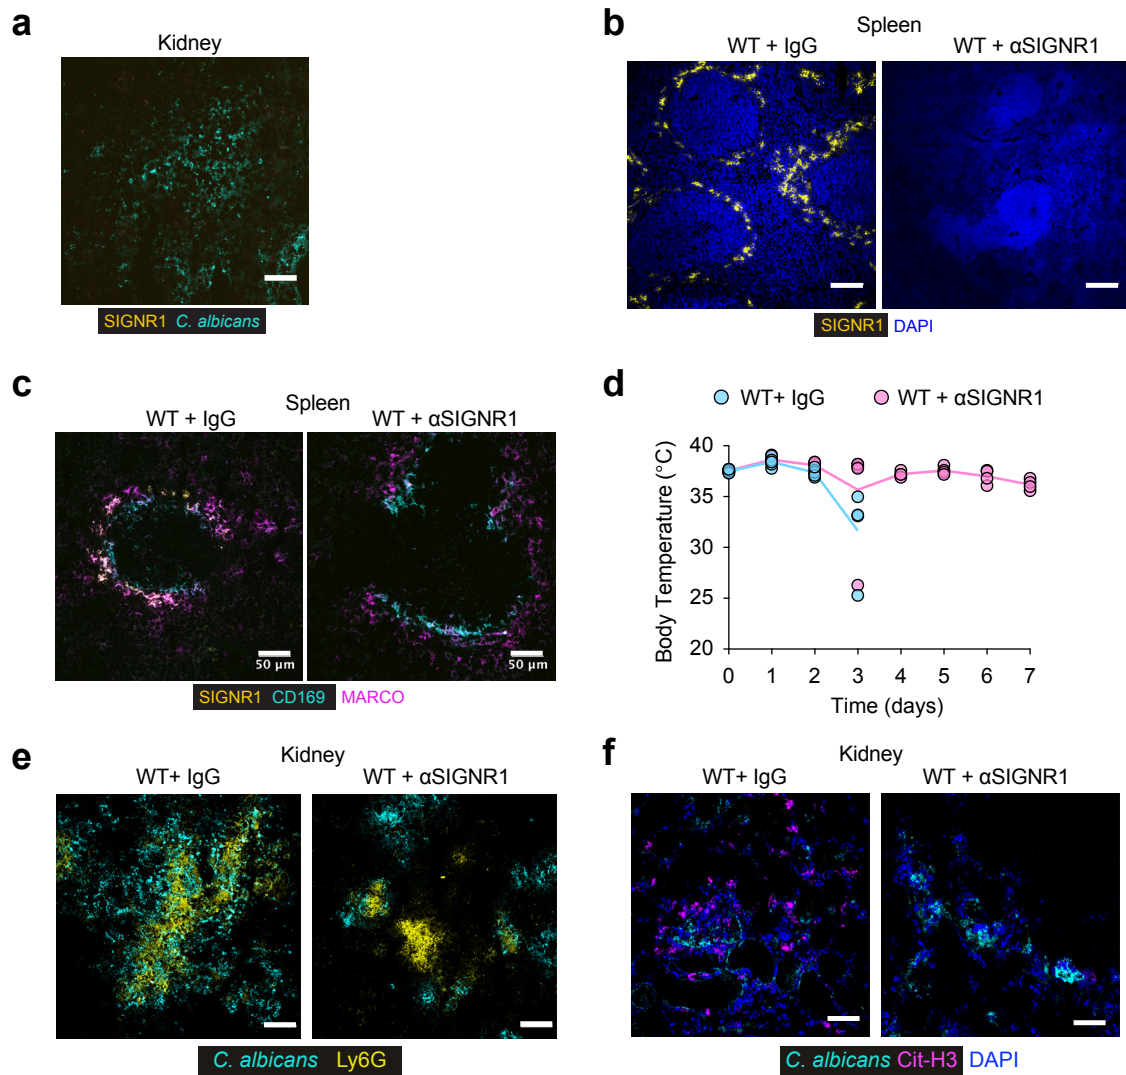 a
Kidney
SIGNR1 C. albicans
b
Spleen
WT + IgG WT + αSIGNR1
SIGNR1 DAPI
c
Spleen
WT + IgG WT + αSIGNR1
50 µm 50 µm
SIGNR1 CD169 MARCO
d
WT+ IgG WT + αSIGNR1
Body Temperature (°C)
40
35
30
25
20
0 1 2 3 4 5 6 7
Time (days)
e
Kidney
WT+ IgG WT + αSIGNR1
C. albicans Ly6G
f
Kidney
WT+ IgG WT + αSIGNR1
C. albicans Cit-H3 DAPI